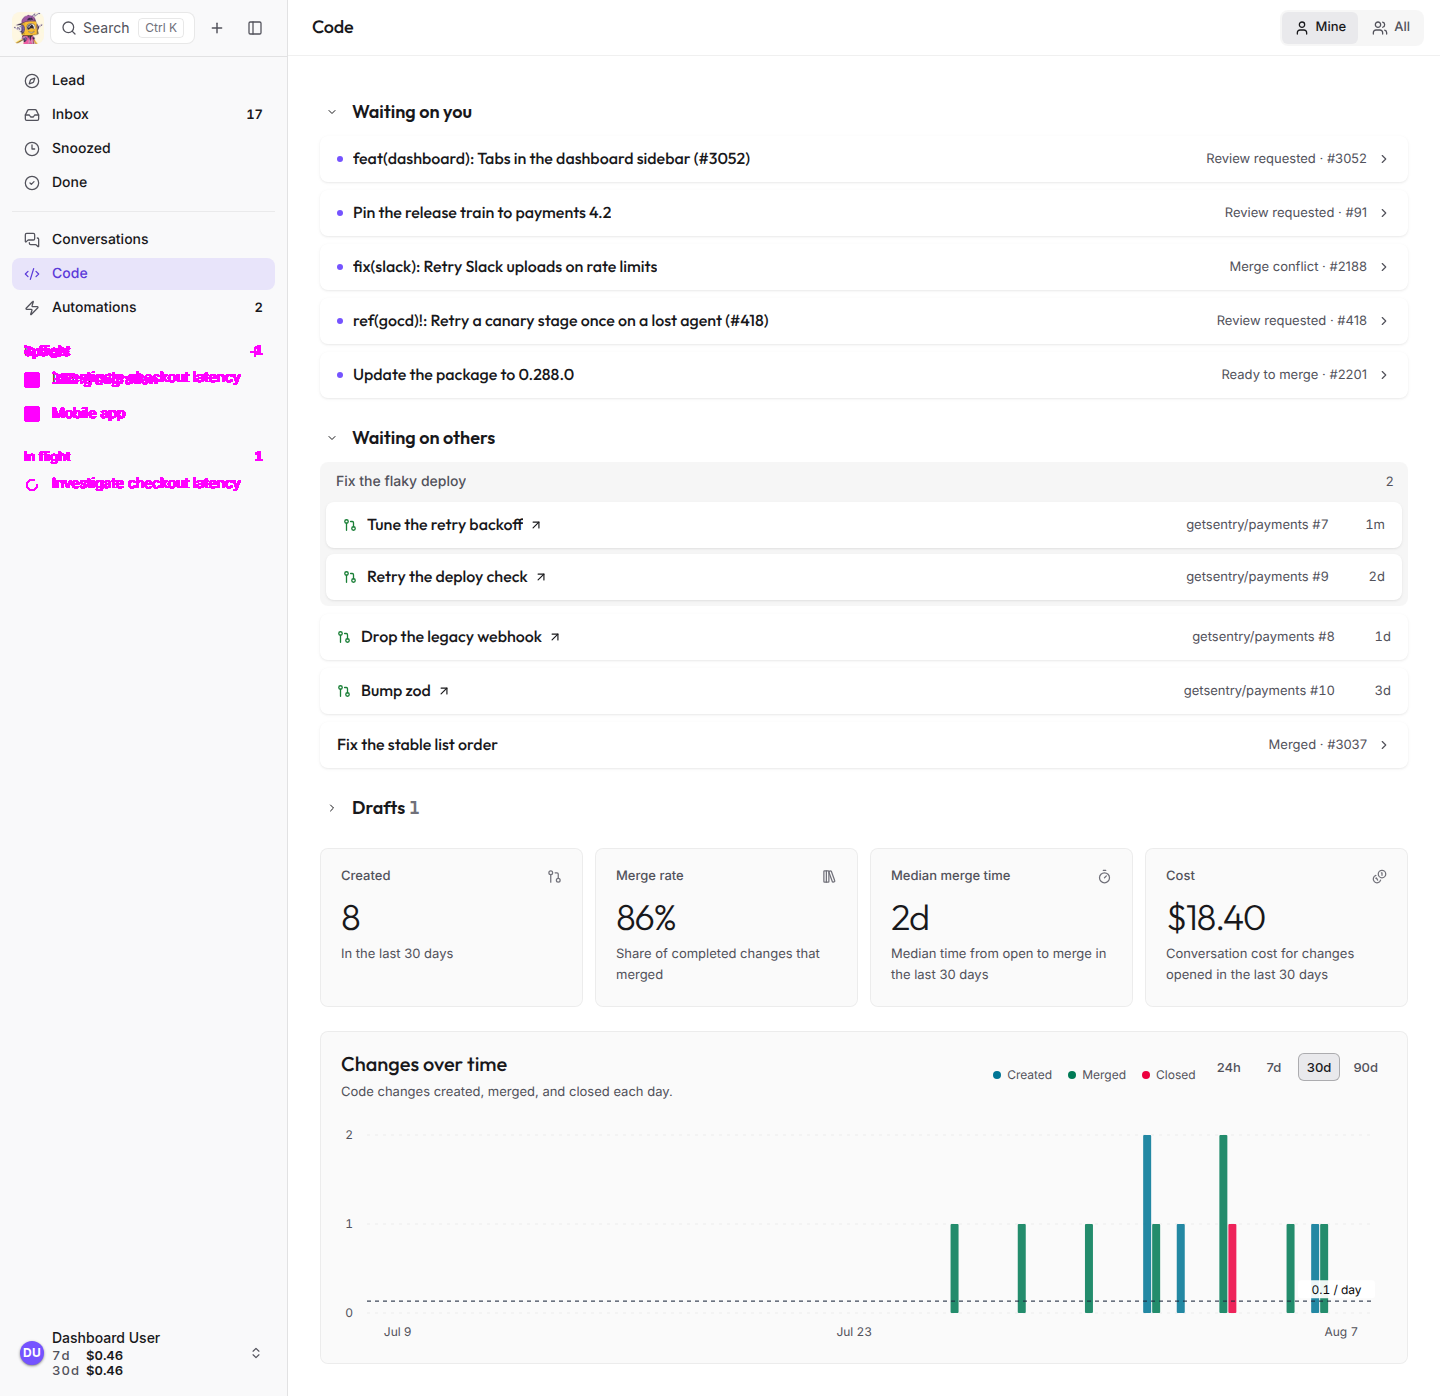 Search Ctrl K
Code
Mine All
Lead
Inbox 17
Snoozed
Done
Conversations
Code
Automations 2
Mobile app
In flight 1
Investigate checkout latency
Dashboard User
DU
7d $0.46
30d $0.46
Waiting on you
feat(dashboard): Tabs in the dashboard sidebar (#3052) Review requested · #3052
Pin the release train to payments 4.2 Review requested · #91
fix(slack): Retry Slack uploads on rate limits Merge conflict · #2188
ref(gocd)!: Retry a canary stage once on a lost agent (#418) Review requested · #418
Update the package to 0.288.0 Ready to merge · #2201
Waiting on others
Fix the flaky deploy 2
Tune the retry backoff getsentry/payments #7 1m
Retry the deploy check getsentry/payments #9 2d
Drop the legacy webhook getsentry/payments #8 1d
Bump zod getsentry/payments #10 3d
Fix the stable list order Merged · #3037
Drafts 1
Created
8
In the last 30 days
Merge rate
86%
Share of completed changes that
merged
Median merge time
2d
Median time from open to merge in
the last 30 days
Cost
$18.40
Conversation cost for changes
opened in the last 30 days
Changes over time
Code changes created, merged, and closed each day.
Created Merged Closed 24h 7d 30d 90d
2
1
0.1 / day
0
Jul 9 Jul 23 Aug 7